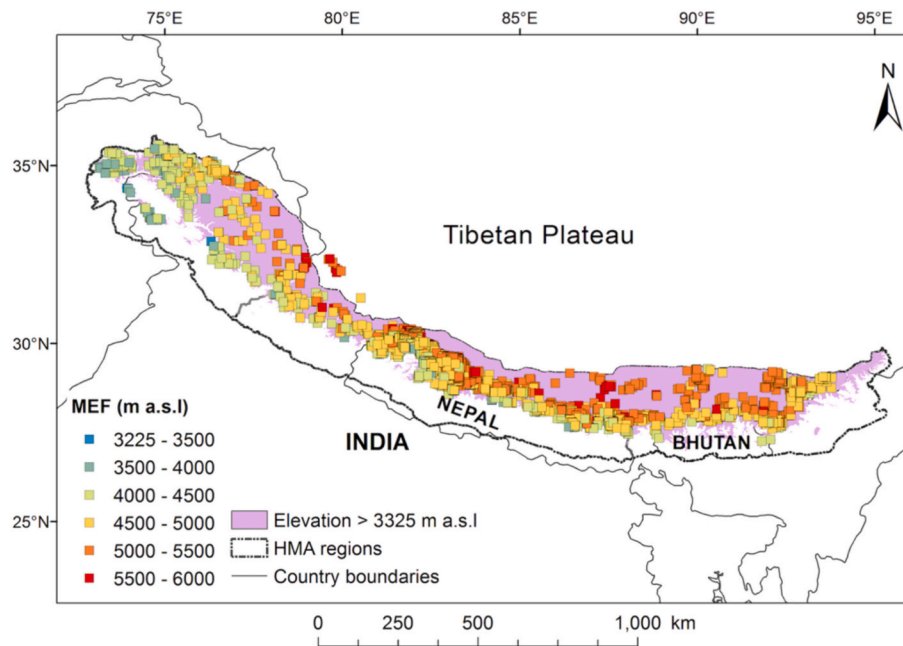 75°E 80°E 85°E 90°E 95°E
N
35°N
Tibetan Plateau
30°N
MEF (m a.s.l)
NEPAL
3225 - 3500
INDIA
BHUTAN
3500 - 4000
4000 - 4500
25°N
4500 - 5000
Elevation > 3325 m a.s.l
5000 - 5500
HMA regions
5500 - 6000
Country boundaries
0 250 500 1,000 km